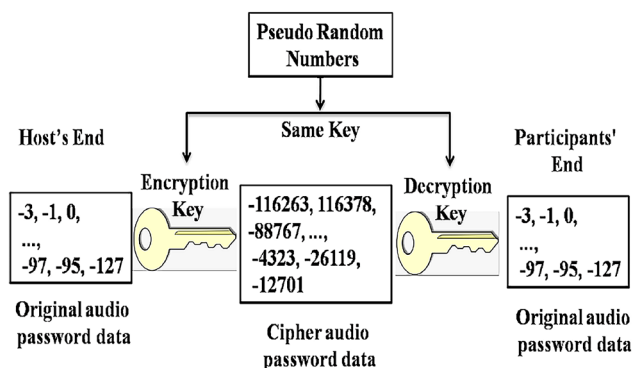 Pseudo Random
Numbers
Same Key
Host's End
Participants'
End
Encryption
Key
Decryption
Key
-3, -1, 0,
...,
-97, -95, -127
-116263, 116378,
-88767, ...,
-4323, -26119,
-12701
-3, -1, 0,
...,
-97, -95, -127
Original audio
password data
Cipher audio
password data
Original audio
password data